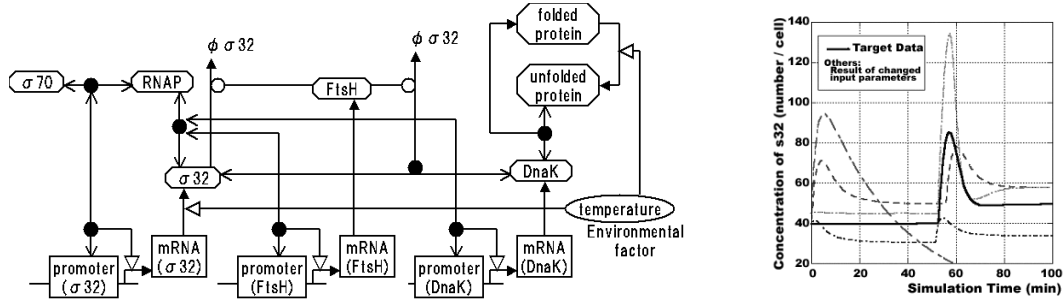 φ σ32
φ σ32
folded
protein
σ70
RNAP
FtsH
unfolded
protein
σ32
DnaK
temperature
Environmental
factor
mRNA
(σ32)
mRNA
(FtsH)
mRNA
(DnaK)
promoter
(σ32)
promoter
(FtsH)
promoter
(DnaK)
Concentration of s32 (number / cell)
140
120
100
80
60
40
20
Target Data
Others:
Result of changed
input parameters
0
20
40
60
80
100
Simulation Time (min)